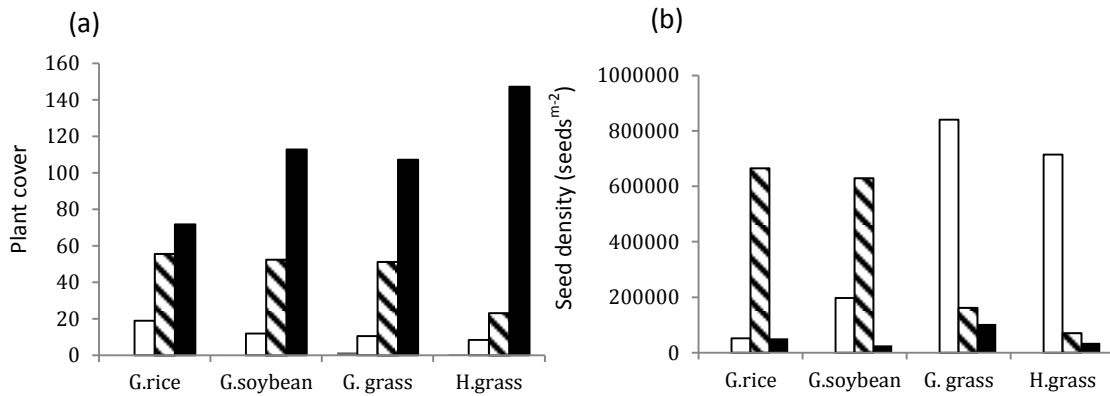 (a)
Plant cover
160
140
120
100
80
60
40
20
0
G.rice G.soybean G. grass H.grass
(b)
Seed density (seeds m-2)
1000000
800000
600000
400000
200000
0
G.rice G.soybean G. grass H.grass